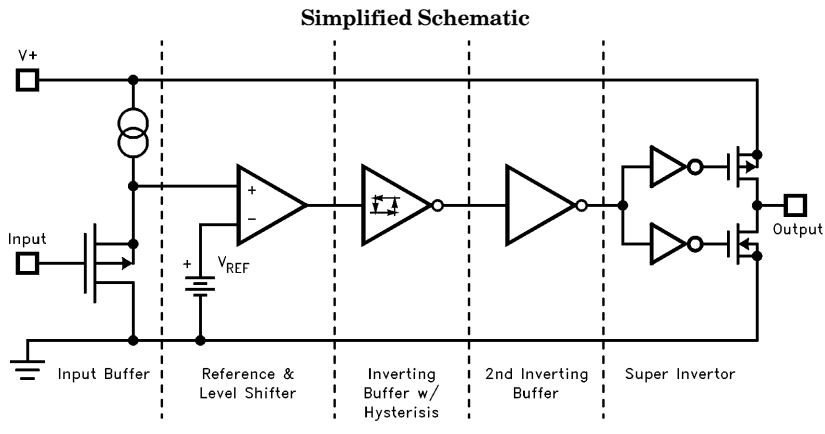 Simplified Schematic
V+
Input
+
−
+
VREF
Output
Input Buffer
Reference &
Level Shifter
Inverting
Buffer w/
Hysterisis
2nd Inverting
Buffer
Super Invertor